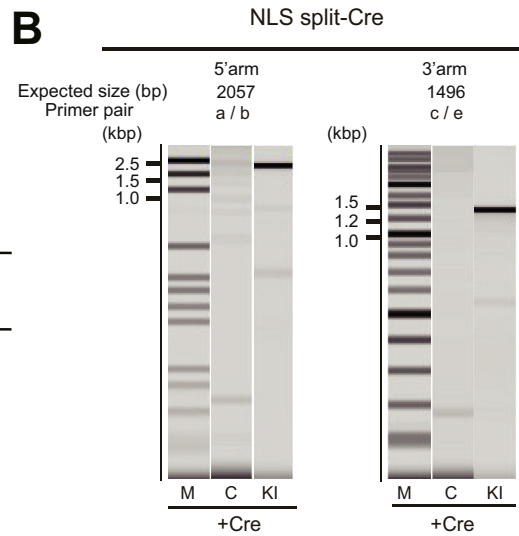 B
NLS split-Cre
5’arm 3’arm
Expected size (bp) 2057 1496
Primer pair a / b c / e
(kbp) (kbp)
2.5
1.5
1.0
1.5
1.2
1.0
M C KI M C KI
+Cre +Cre